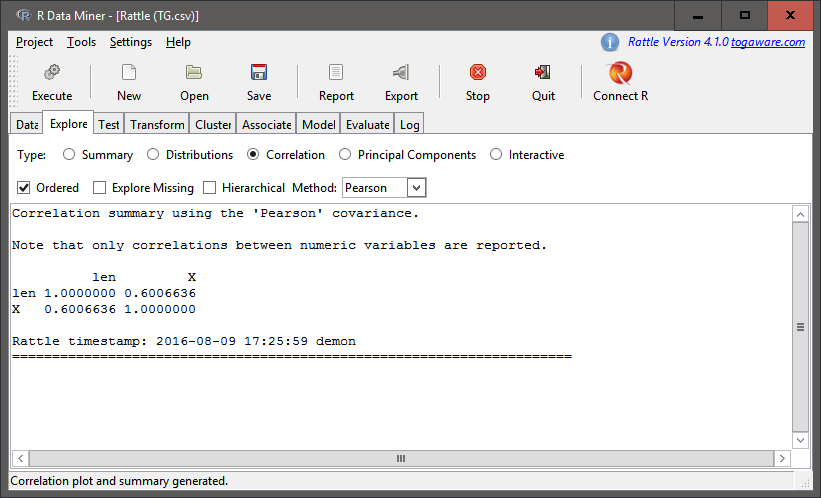 R Data Miner - [Rattle (TG.csv)]
Project Tools Settings Help
Rattle Version 4.1.0 togaware.com
Execute New Open Save Report Export Stop Quit Connect R
Data Explore Test Transform Cluster Associate Model Evaluate Log
Type: Summary Distributions Correlation Principal Components Interactive
Ordered Explore Missing Hierarchical Method: Pearson
Correlation summary using the 'Pearson' covariance.
Note that only correlations between numeric variables are reported.
len X
len 1.0000000 0.6006636
X 0.6006636 1.0000000
Rattle timestamp: 2016-08-09 17:25:59 demon
======================================================================
Correlation plot and summary generated.